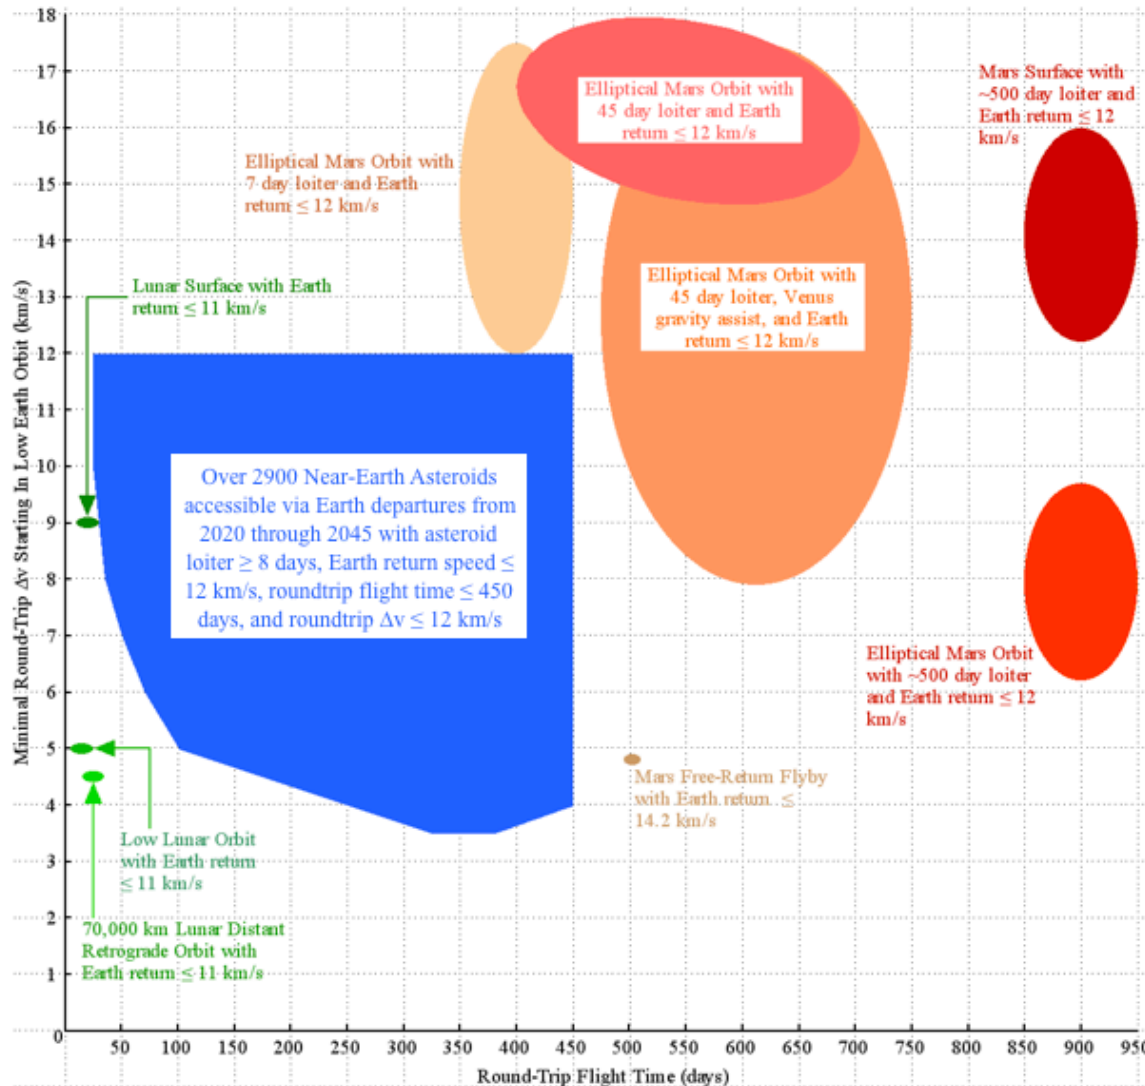 18
17
16
15
14
13
12
11
10
9
8
7
6
5
4
3
2
1
0
Minimal Round-Trip Δv Starting In Low Earth Orbit (km/s)
Elliptical Mars Orbit with
45 day loiter and Earth
return ≤ 12 km/s
Mars Surface with
~500 day loiter and
Earth return ≤ 12
km/s
Elliptical Mars Orbit with
7 day loiter and Earth
return ≤ 12 km/s
Lunar Surface with Earth
return ≤ 11 km/s
Elliptical Mars Orbit with
45 day loiter, Venus
gravity assist, and Earth
return ≤ 12 km/s
Over 2900 Near-Earth Asteroids
accessible via Earth departures from
2020 through 2045 with asteroid
loiter ≥ 8 days, Earth return speed ≤
12 km/s, roundtrip flight time ≤ 450
days, and roundtrip Δv ≤ 12 km/s
Elliptical Mars Orbit
with ~500 day loiter
and Earth return ≤ 12
km/s
Mars Free-Return Flyby
with Earth return ≤
14.2 km/s
Low Lunar Orbit
with Earth return
≤ 11 km/s
70,000 km Lunar Distant
Retrograde Orbit with
Earth return ≤ 11 km/s
50 100 150 200 250 300 350 400 450 500 550 600 650 700 750 800 850 900 950
Round-Trip Flight Time (days)